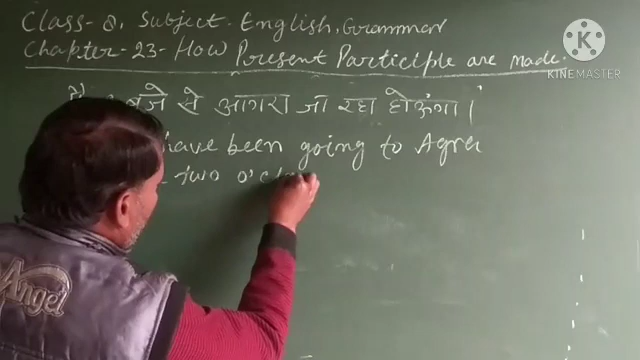 Class-8, Subject-English, Grammar
Chapter-23-How Present Participle are made.
KINEMASTER
बजे से आगरा जा रहा होऊंगा।
have been going to Agra
two o'clo
Angel